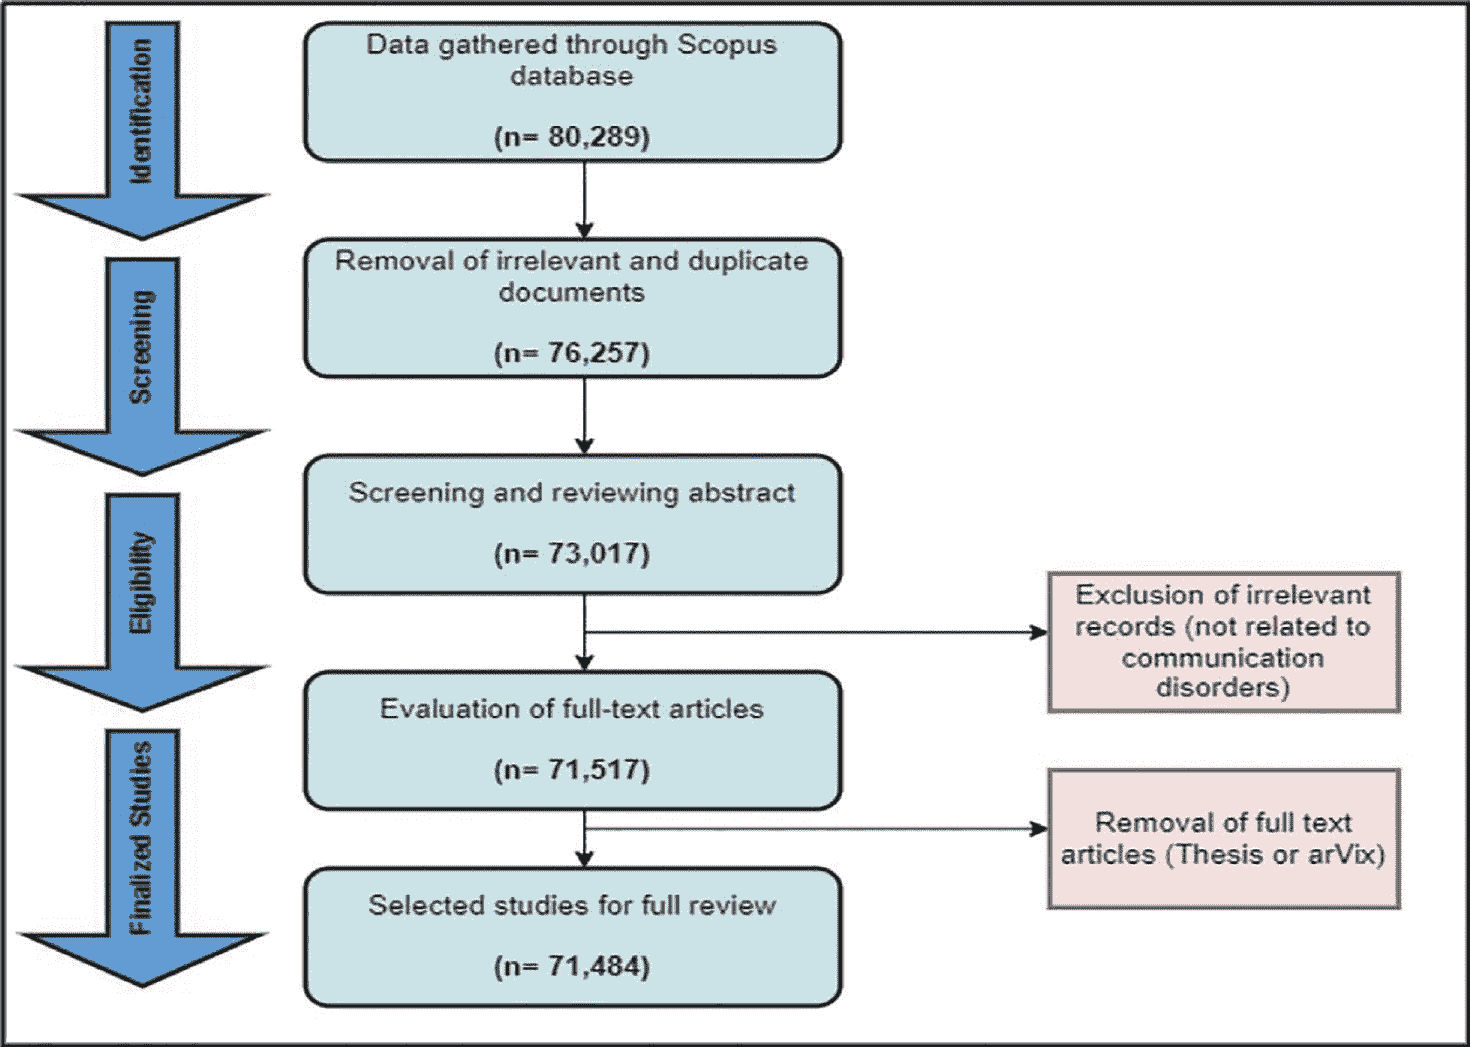 Identification
Data gathered through Scopus
database
(n= 80,289)
Screening
Removal of irrelevant and duplicate
documents
(n= 76,257)
Eligibility
Screening and reviewing abstract
(n= 73,017)
Exclusion of irrelevant
records (not related to
communication
disorders)
Finalized Studies
Evaluation of full-text articles
(n= 71,517)
Removal of full text
articles (Thesis or arVix)
Selected studies for full review
(n= 71,484)